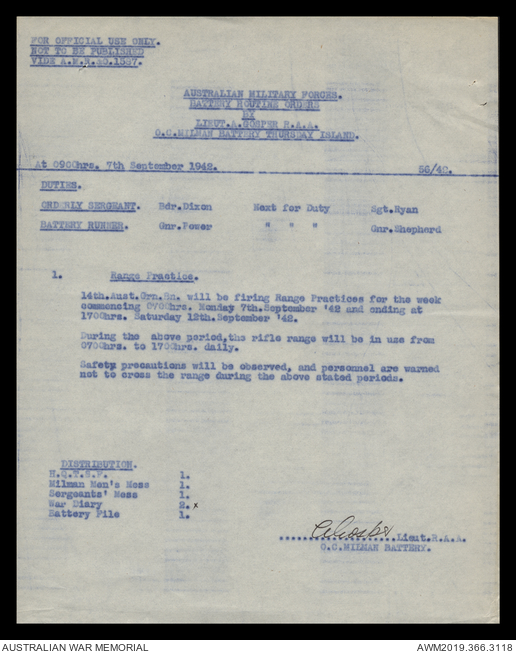 FOR OFFICIAL USE ONLY.
NOT TO BE PUBLISHED
VIDE A.M.R.&O.1387.
AUSTRALIAN MILITARY FORCES.
BATTERY ROUTINE ORDERS
BY
LIEUT.A.GOSPER R.A.A.
O.C.MILMAN BATTERY THURSDAY ISLAND.
At 0900hrs. 7th September 1942. 56/42.
DUTIES.
ORDERLY SERGEANT. Bdr.Dixon Next for Duty Sgt.Ryan
BATTERY RUNNER. Gnr.Power " " " Gnr.Shepherd
1. Range Practice.
14th.Aust.Grn.Bn. will be firing Range Practices for the week
commencing 0700hrs. Monday 7th.September '42 and ending at
1700hrs. Saturday 12th.September '42.
During the above period,the rifle range will be in use from
0700hrs. to 1700hrs. daily.
Safety precautions will be observed, and personnel are warned
not to cross the range during the above stated periods.
DISTRIBUTION.
H.Q.T.S.F. 1.
Milman Men's Mess 1.
Sergeants' Mess 1.
War Diary 2.x
Battery File 1.
Lieut.R.A.A.
O.C.MILMAN BATTERY.
AUSTRALIAN WAR MEMORIAL AWM2019.366.3118